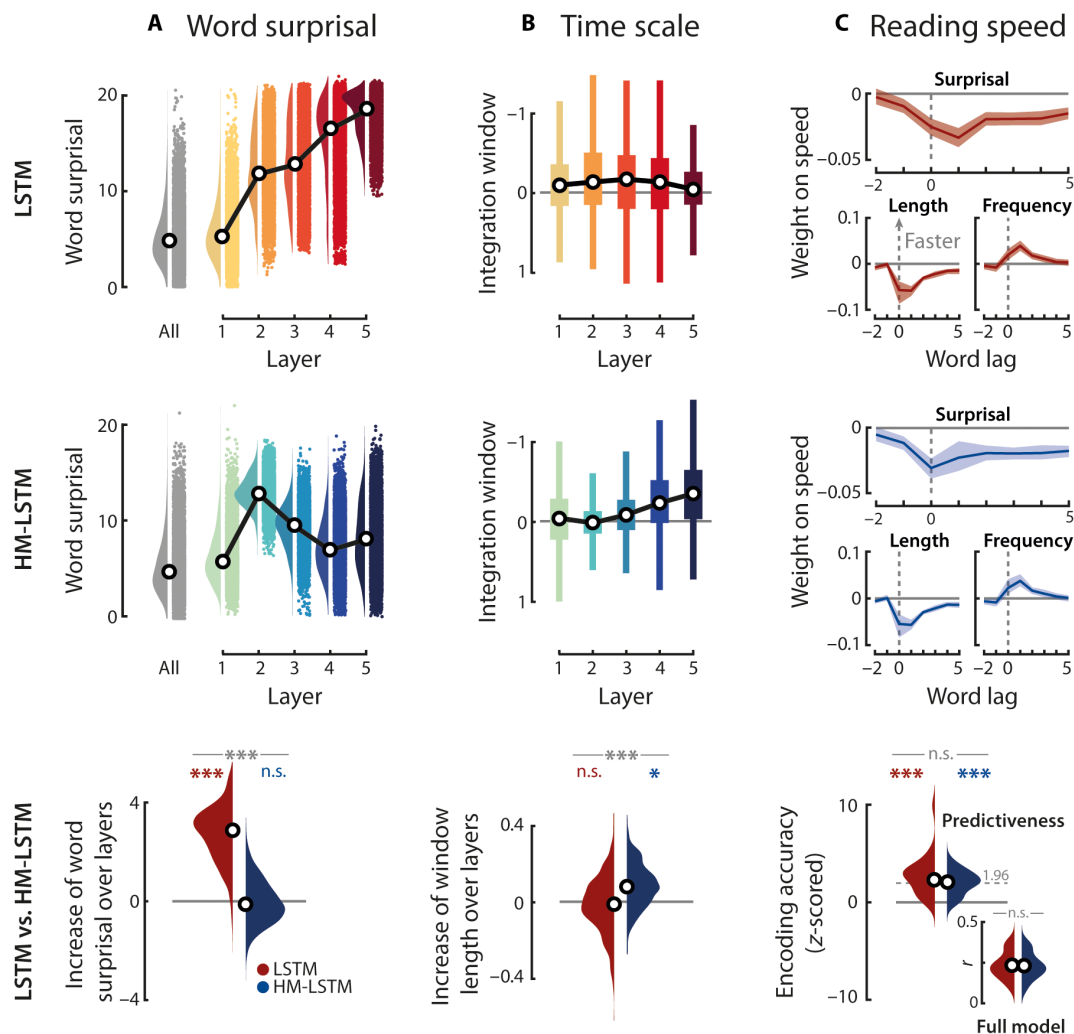 A Word surprisal
B Time scale
C Reading speed
LSTM
Word surprisal
20
10
0
All
1 2 3 4 5
Layer
Integration window
−1
0
1
1 2 3 4 5
Layer
Weight on speed
Surprisal
0
−0.05
−2 0 5
Length
Faster
0.1
0
−0.1
Frequency
−2 0 5 −2 0 5
Word lag
HM-LSTM
Word surprisal
20
10
0
All
1 2 3 4 5
Layer
Integration window
−1
0
1
1 2 3 4 5
Layer
Weight on speed
Surprisal
0
−0.05
−2 0 5
Length
0.1
0
−0.1
Frequency
−2 0 5 −2 0 5
Word lag
LSTM vs. HM-LSTM
Increase of word
surprisal over layers
***
*** n.s.
4
0
−4
LSTM
HM-LSTM
Increase of window
length over layers
***
n.s. *
0.4
0
−0.4
Encoding accuracy
(z-scored)
n.s.
*** ***
10
0
−10
Predictiveness
1.96
n.s.
0.5
r
0
Full model